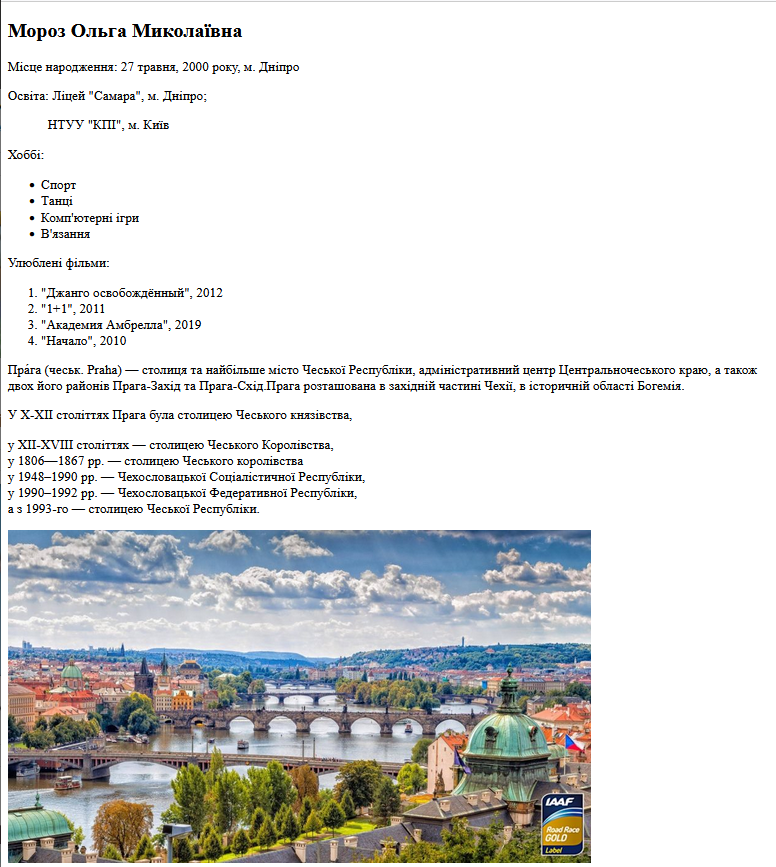 Мороз Ольга Миколаївна
Місце народження: 27 травня, 2000 року, м. Дніпро
Освіта: Ліцей "Самара", м. Дніпро;
НТУУ "КПІ", м. Київ
Хоббі:
• Спорт
• Танці
• Комп'ютерні ігри
• В'язання
Улюблені фільми:
1. "Джанго освобождённый", 2012
2. "1+1", 2011
3. "Академия Амбрелла", 2019
4. "Начало", 2010
Пра́га (чеськ. Praha) — столиця та найбільше місто Чеської Республіки, адміністративний центр Центральночеського краю, а також
двох його районів Прага-Захід та Прага-Схід.Прага розташована в західній частині Чехії, в історичній області Богемія.
У X-XII століттях Прага була столицею Чеського князівства,
у XII-XVIII століттях — столицею Чеського Королівства,
у 1806—1867 рр. — столицею Чеського королівства
у 1948–1990 рр. — Чехословацької Соціалістичної Республіки,
у 1990–1992 рр. — Чехословацької Федеративної Республіки,
а з 1993-го — столицею Чеської Республіки.
IAAF
Road Race
GOLD
Label